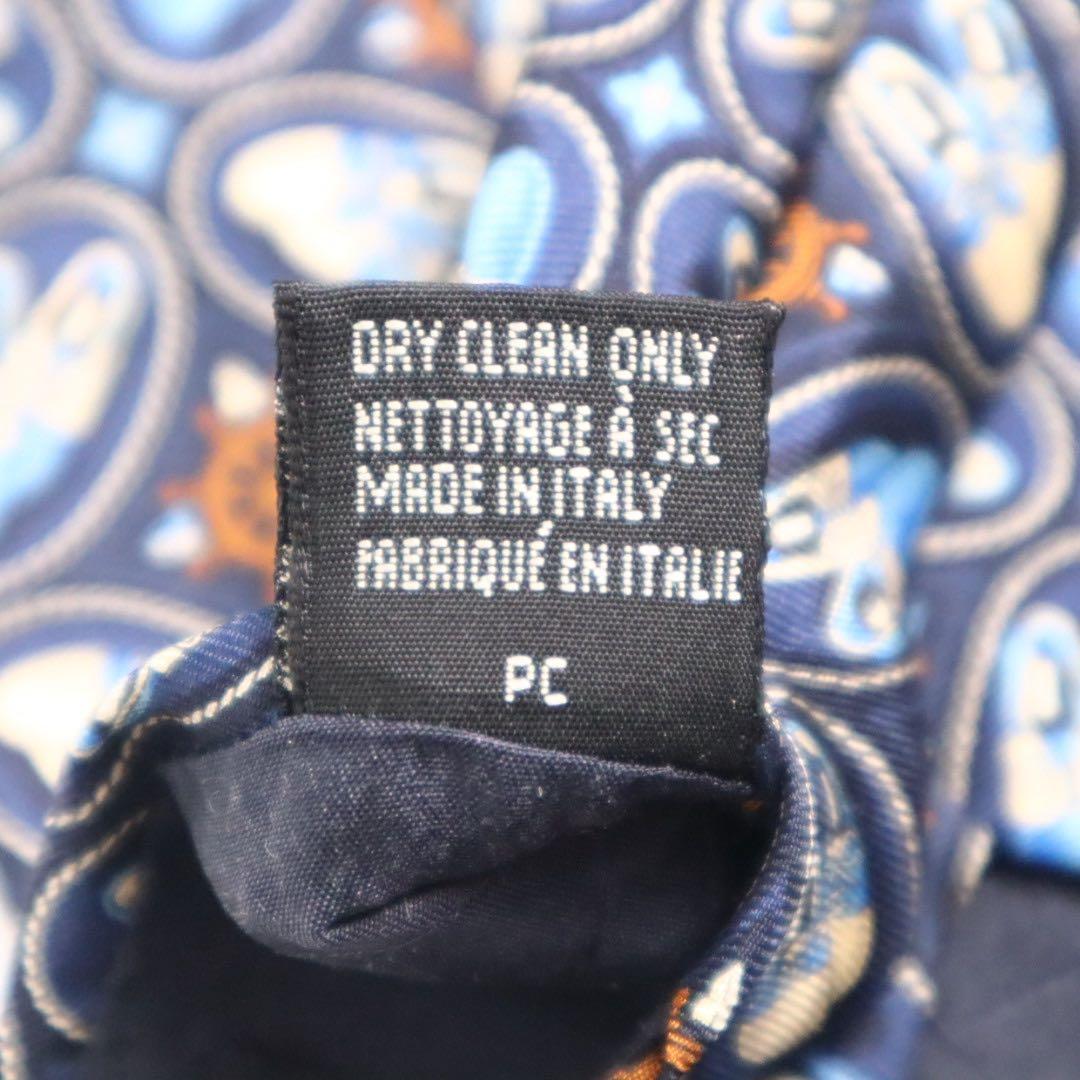 DRY CLEAN ONLY
NETTOYAGE À SEC
MADE IN ITALY
FABRIQUÉ EN ITALIE
PC